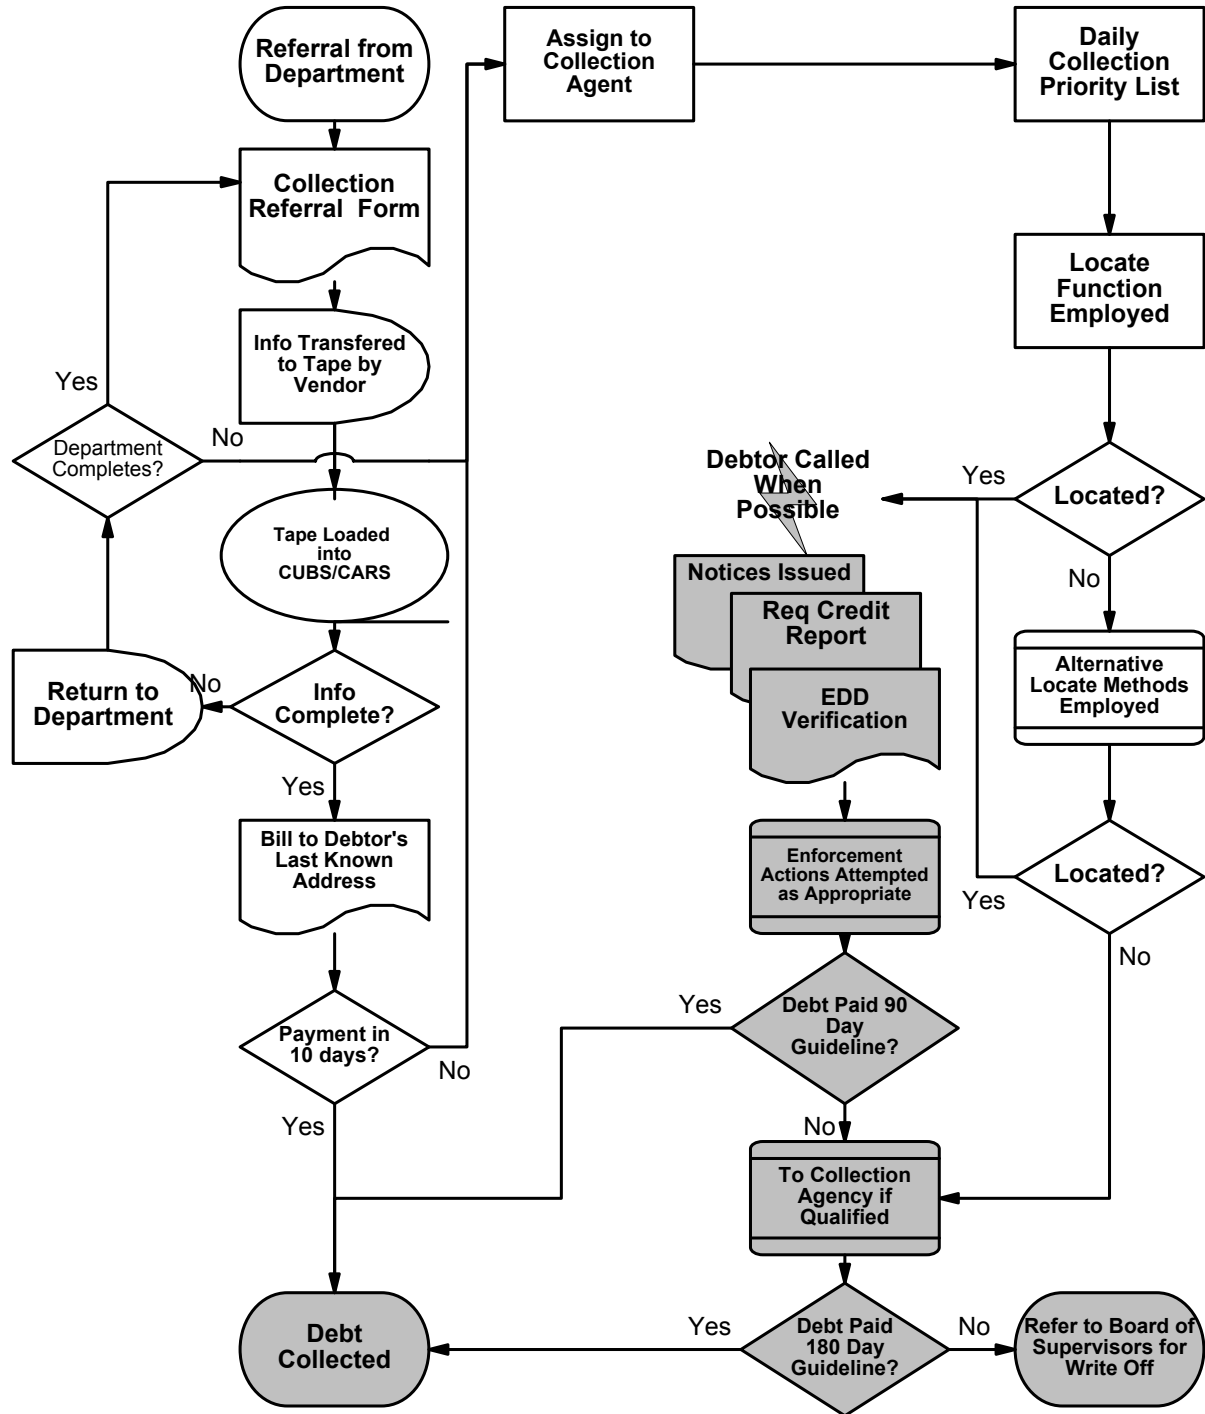 Referral from
Department
Assign to
Collection
Agent
Daily
Collection
Priority List
Collection
Referral Form
Locate
Function
Employed
Info Transfered
to Tape by
Vendor
Yes
Department
Completes?
No
Debtor Called
When
Possible
Yes
Located?
Tape Loaded
into
CUBS/CARS
Notices Issued
No
Req Credit
Report
Alternative
Locate Methods
Employed
Return to
Department
No
Info
Complete?
EDD
Verification
Yes
Bill to Debtor's
Last Known
Address
Enforcement
Actions Attempted
as Appropriate
Located?
Yes
No
Payment in
10 days?
No
Yes
Debt Paid 90
Day
Guideline?
Yes
No
To Collection
Agency if
Qualified
Debt
Collected
Yes
Debt Paid
180 Day
Guideline?
No
Refer to Board of
Supervisors for
Write Off